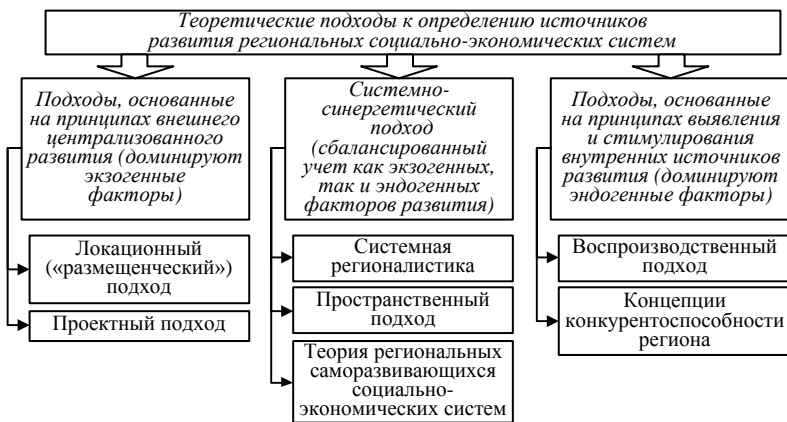 Теоретические подходы к определению источников
развития региональных социально-экономических систем
Подходы, основанные
на принципах внешнего
централизованного
развития (доминируют
экзогенные
факторы)
Локационный
(«размещенческий»)
подход
Проектный подход
Системно-
синергетический
подход
(сбалансированный
учет как экзогенных,
так и эндогенных
факторов развития)
Системная
регионалистика
Пространственный
подход
Теория региональных
саморазвивающихся
социально-
экономических систем
Подходы, основанные
на принципах выявления
и стимулирования
внутренних источников
развития (доминируют
эндогенные факторы)
Воспроизводственный
подход
Концепции
конкурентоспособности
региона